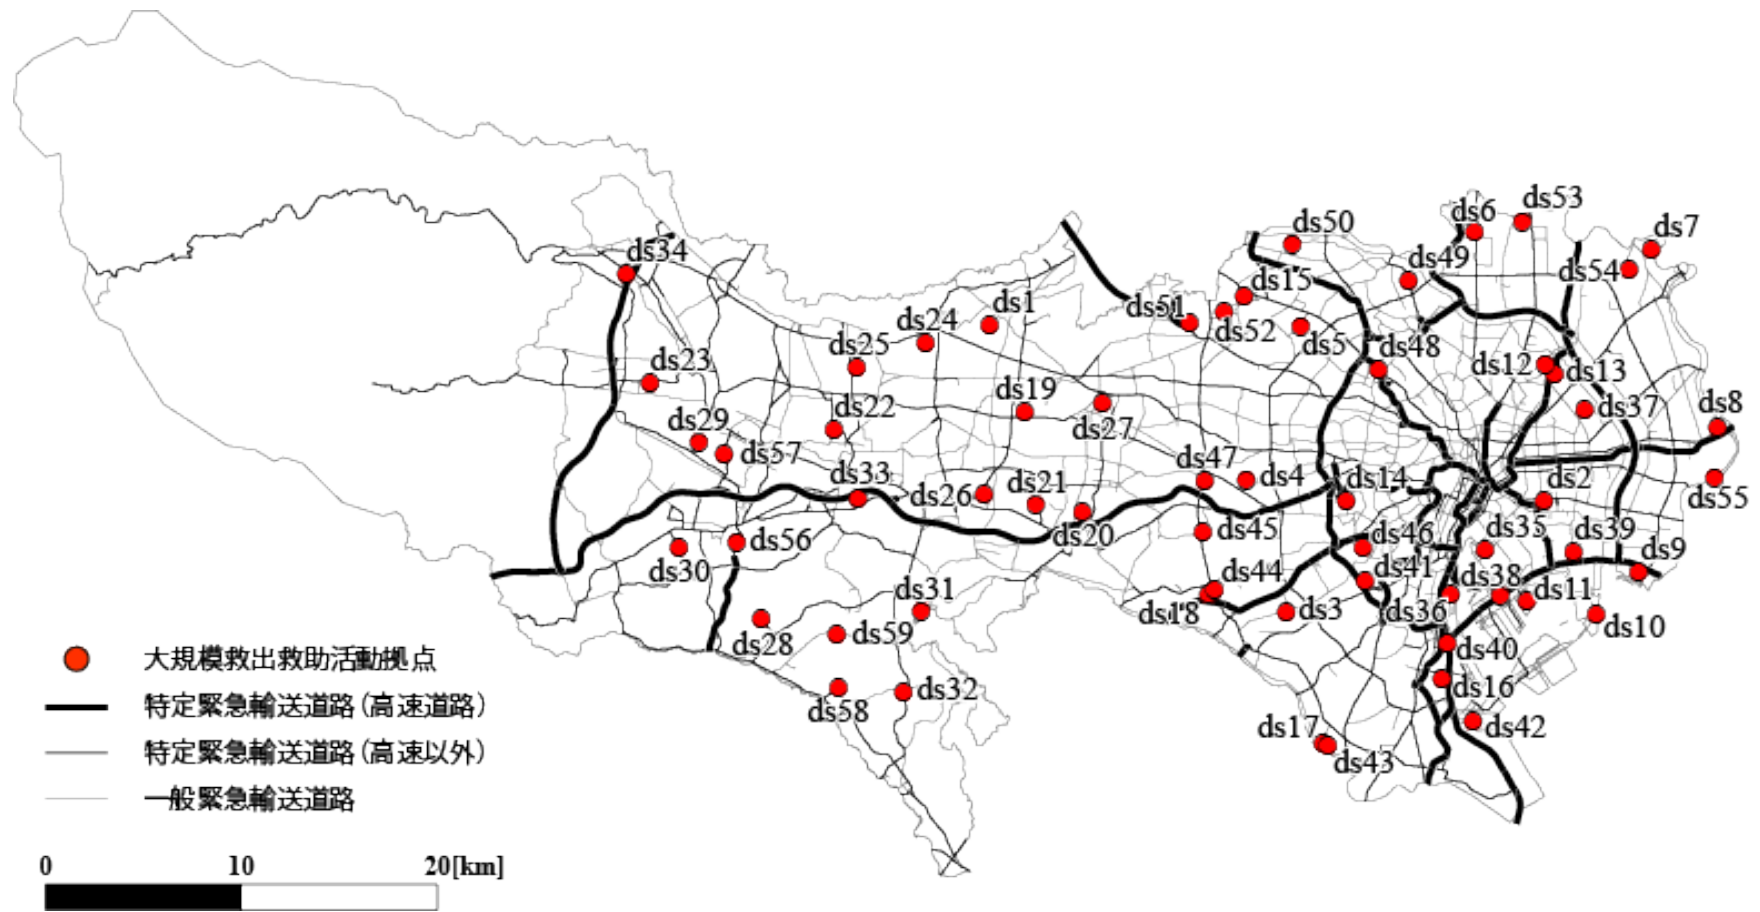 ds53
ds6
ds50
ds7
ds34
ds49
ds54
ds15
ds1
ds51
ds24
ds52
ds5
ds25
ds48
ds23
ds12
ds13
ds19
ds37
ds8
ds22
ds27
ds29
ds57
ds33
ds47
ds4
ds26
ds21
ds14
ds2
ds55
ds20
ds45
ds46
ds35
ds39
ds56
ds9
ds30
ds44
ds41
ds38
ds31
ds18
ds3
ds36
ds11
ds10
ds28
ds59
ds40
大規模救出救助活動拠点
ds32
ds16
ds58
特定緊急輸送道路(高速道路)
ds17
ds42
特定緊急輸送道路(高速以外)
ds43
一般緊急輸送道路
0 10 20[km]